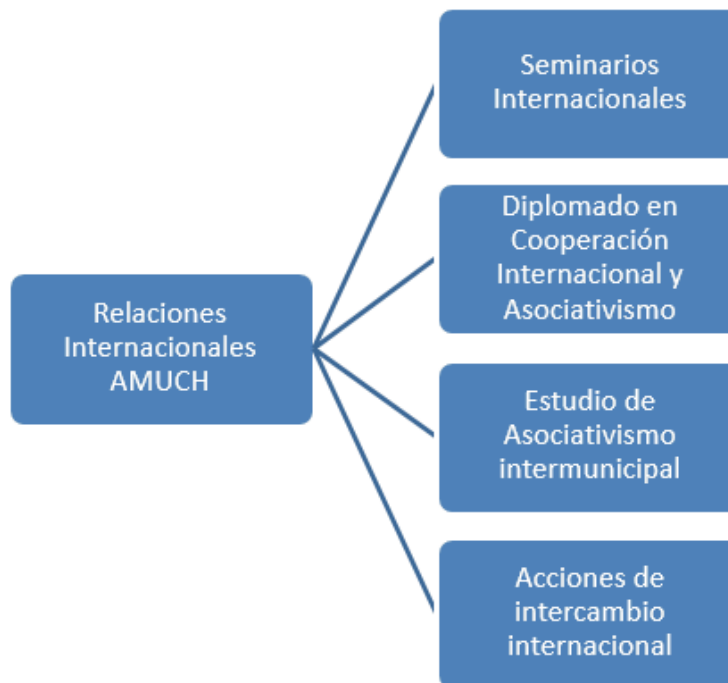 Seminarios
Internacionales
Diplomado en
Cooperación
Internacional y
Asociativismo
Relaciones
Internacionales
AMUCH
Estudio de
Asociativismo
intermunicipal
Acciones de
intercambio
internacional